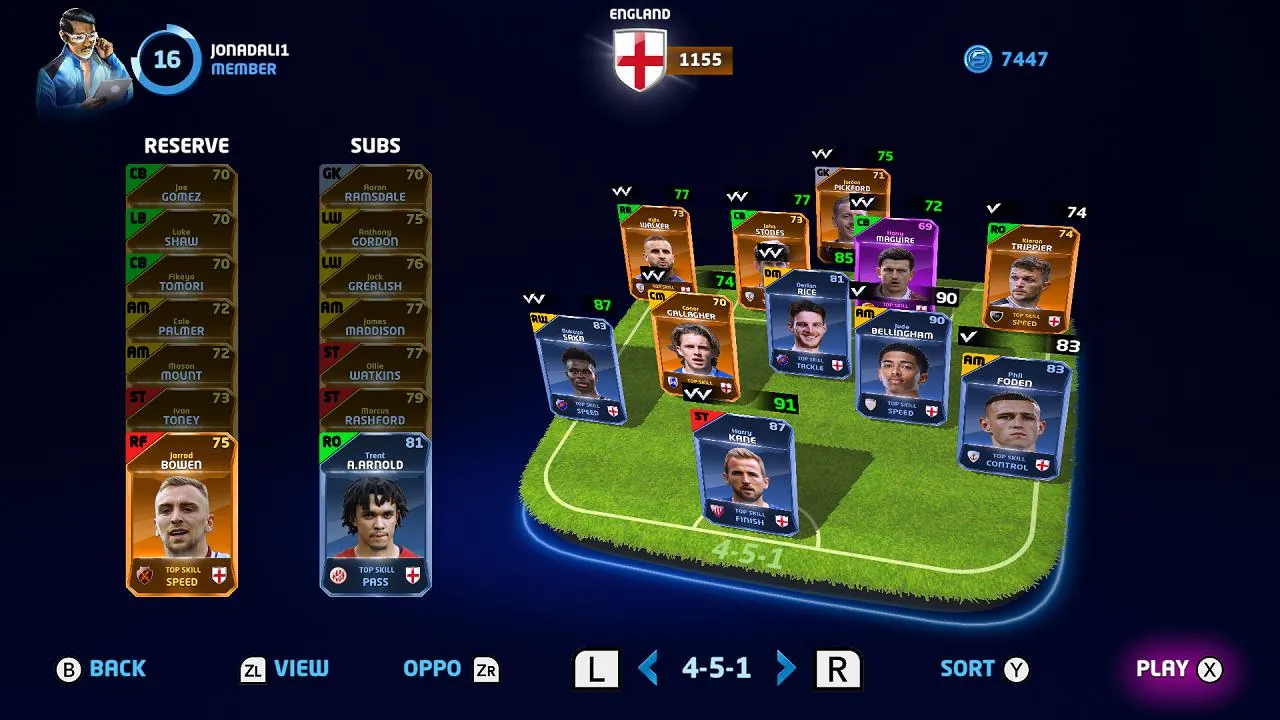 ENGLAND
16
JONADALI1
MEMBER
1155
7447
RESERVE
SUBS
CB 70
Joe
GOMEZ
LB 70
Luke
SHAW
CB 70
Fikayo
TOMORI
AM 72
Cole
PALMER
AM 72
Mason
MOUNT
ST 73
Ivan
TONEY
RF 75
Jarrod
BOWEN
TOP SKILL
SPEED
GK 70
Aaron
RAMSDALE
LW 75
Anthony
GORDON
LW 76
Jack
GREALISH
AM 77
James
MADDISON
ST 77
Ollie
WATKINS
ST 79
Marcus
RASHFORD
RO 81
Trent
A.ARNOLD
TOP SKILL
PASS
75
GK 71
Jordan
PICKFORD
77
RB 73
Kyle
WALKER
TOP SKILL
77
CB 73
John
STONES
72
CB 69
Harry
MAGUIRE
TOP SKILL
74
RO 74
Kieran
TRIPPIER
TOP SKILL
SPEED
85
DM 81
Declan
RICE
TOP SKILL
TACKLE
87
RW 83
Bukayo
SAKA
TOP SKILL
SPEED
74
CM 70
Conor
GALLAGHER
TOP SKILL
90
AM 90
Jude
BELLINGHAM
TOP SKILL
SPEED
83
AM 83
Phil
FODEN
TOP SKILL
CONTROL
91
ST 87
Harry
KANE
TOP SKILL
FINISH
4-5-1
B BACK
ZL VIEW
OPPO ZR
L 4-5-1 R
SORT Y
PLAY X